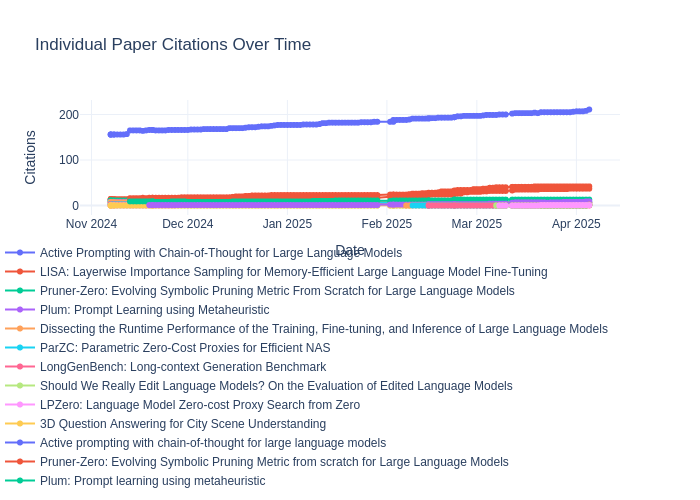 Individual Paper Citations Over Time
Citations
200
100
0
Nov 2024 Dec 2024 Jan 2025 Feb 2025 Mar 2025 Apr 2025
Date
Active Prompting with Chain-of-Thought for Large Language Models
LISA: Layerwise Importance Sampling for Memory-Efficient Large Language Model Fine-Tuning
Pruner-Zero: Evolving Symbolic Pruning Metric From Scratch for Large Language Models
Plum: Prompt Learning using Metaheuristic
Dissecting the Runtime Performance of the Training, Fine-tuning, and Inference of Large Language Models
ParZC: Parametric Zero-Cost Proxies for Efficient NAS
LongGenBench: Long-context Generation Benchmark
Should We Really Edit Language Models? On the Evaluation of Edited Language Models
LPZero: Language Model Zero-cost Proxy Search from Zero
3D Question Answering for City Scene Understanding
Active prompting with chain-of-thought for large language models
Pruner-Zero: Evolving Symbolic Pruning Metric from scratch for Large Language Models
Plum: Prompt learning using metaheuristic